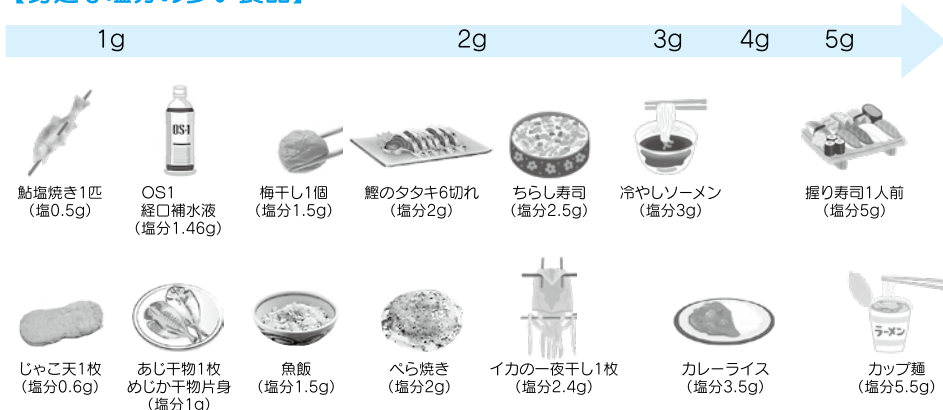 1g 2g 3g 4g 5g
OS-1
鮎塩焼き1匹
(塩0.5g)
OS1
経口補水液
(塩分1.46g)
梅干し1個
(塩分1.5g)
鰹のタタキ6切れ
(塩分2g)
ちらし寿司
(塩分2.5g)
冷やしソーメン
(塩分3g)
握り寿司1人前
(塩分5g)
ラーメン
じゃこ天1枚
(塩分0.6g)
あじ干物1枚
めじか干物片身
(塩分1g)
魚飯
(塩分1.5g)
ぺら焼き
(塩分2g)
イカの一夜干し1枚
(塩分2.4g)
カレーライス
(塩分3.5g)
カップ麺
(塩分5.5g)